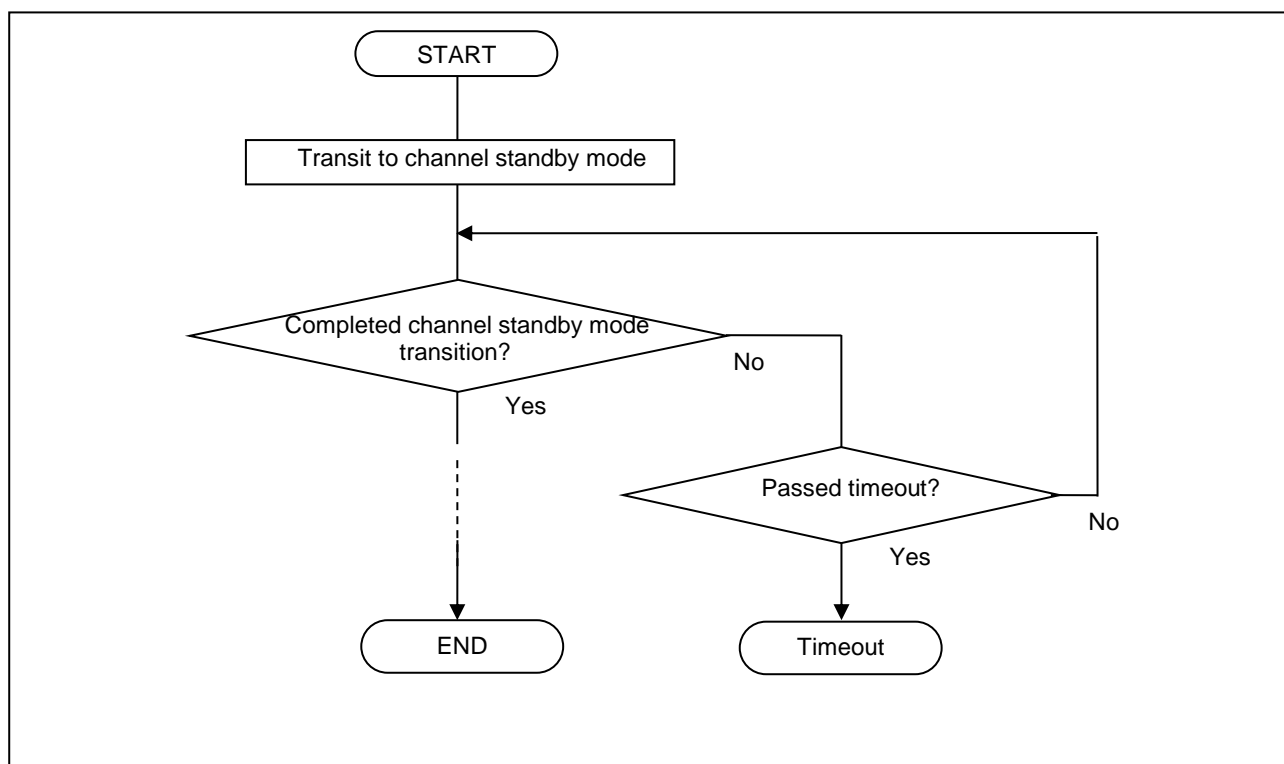 START
Transit to channel standby mode
Completed channel standby mode
transition?
No
Yes
Passed timeout?
No
Yes
END
Timeout